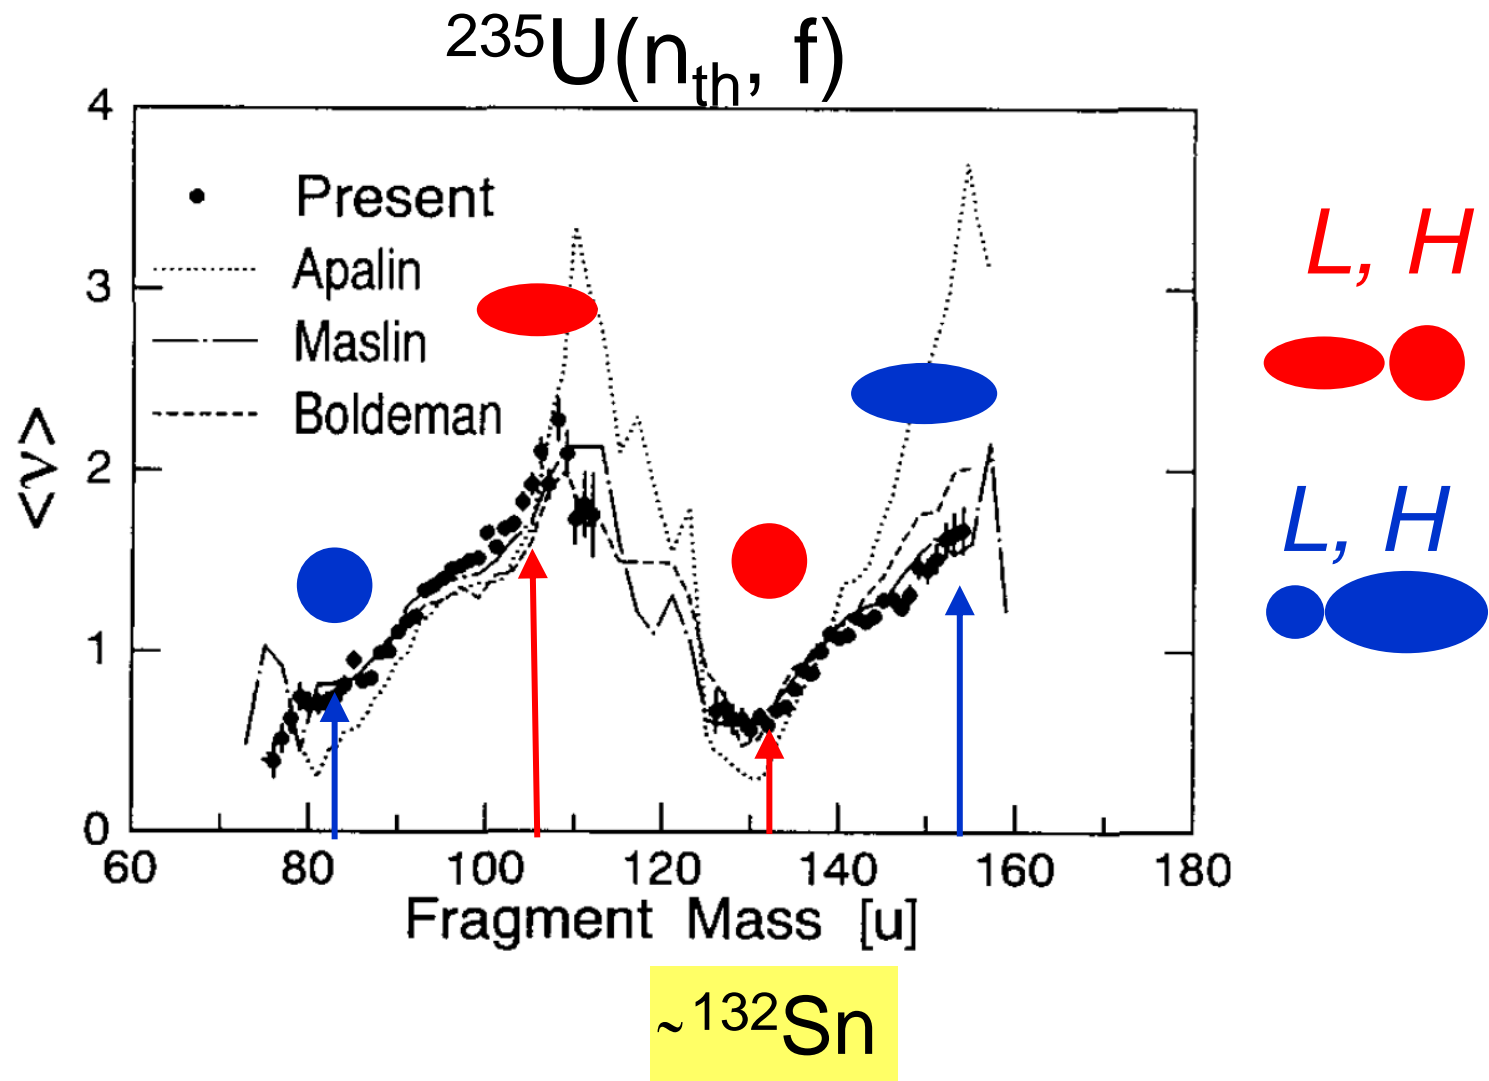 ²³⁵U(nₜₕ, f)
4
3
2
1
0
<ν>
Present
Apalin
Maslin
Boldeman
60 80 100 120 140 160 180
Fragment Mass [u]
L, H
L, H
~¹³²Sn